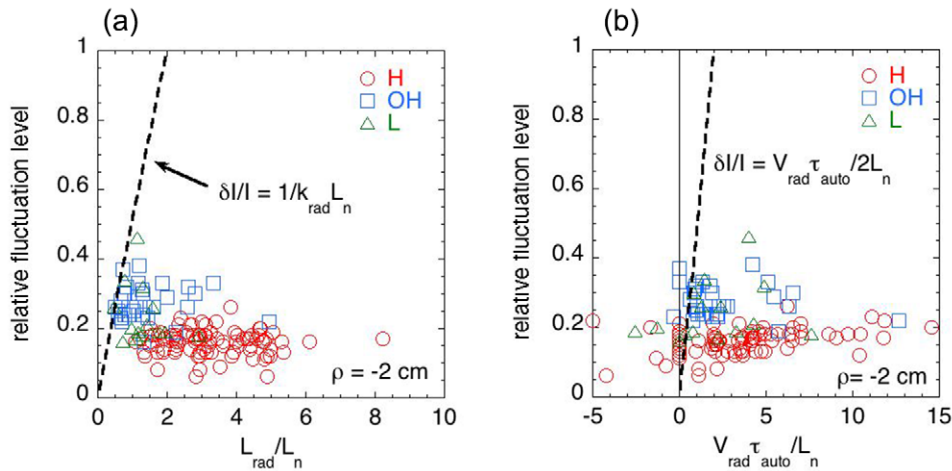 (a)
1
0.8
0.6
0.4
0.2
0
0 2 4 6 8 10
relative fluctuation level
L_rad/L_n
H
OH
L
δI/I = 1/k_rad L_n
ρ = -2 cm
(b)
1
0.8
0.6
0.4
0.2
0
-5 0 5 10 15
relative fluctuation level
V_rad τ_auto/L_n
H
OH
L
δI/I = V_rad τ_auto/2L_n
ρ= -2 cm